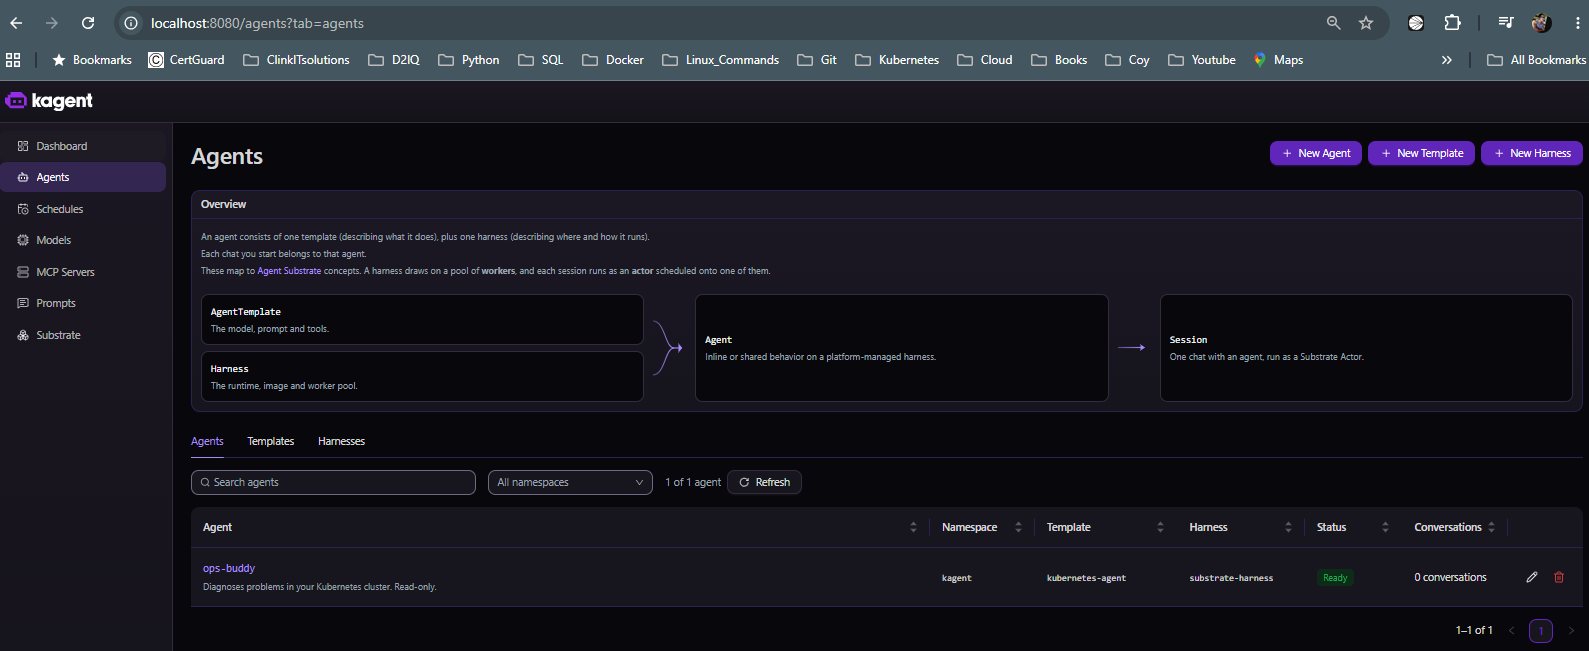 localhost:8080/agents?tab=agents
Bookmarks CertGuard ClinkITsolutions D2IQ Python SQL Docker Linux_Commands Git Kubernetes Cloud Books Coy Youtube Maps » All Bookmarks
kagent
Dashboard
Agents
Schedules
Models
MCP Servers
Prompts
Substrate
Agents
+ New Agent + New Template + New Harness
Overview
An agent consists of one template (describing what it does), plus one harness (describing where and how it runs).
Each chat you start belongs to that agent.
These map to Agent Substrate concepts. A harness draws on a pool of workers, and each session runs as an actor scheduled onto one of them.
AgentTemplate
The model, prompt and tools.
Harness
The runtime, image and worker pool.
Agent
Inline or shared behavior on a platform-managed harness.
Session
One chat with an agent, run as a Substrate Actor.
Agents Templates Harnesses
Search agents All namespaces 1 of 1 agent Refresh
Agent Namespace Template Harness Status Conversations
ops-buddy
Diagnoses problems in your Kubernetes cluster. Read-only.
kagent kubernetes-agent substrate-harness Ready 0 conversations
1–1 of 1 < 1 >